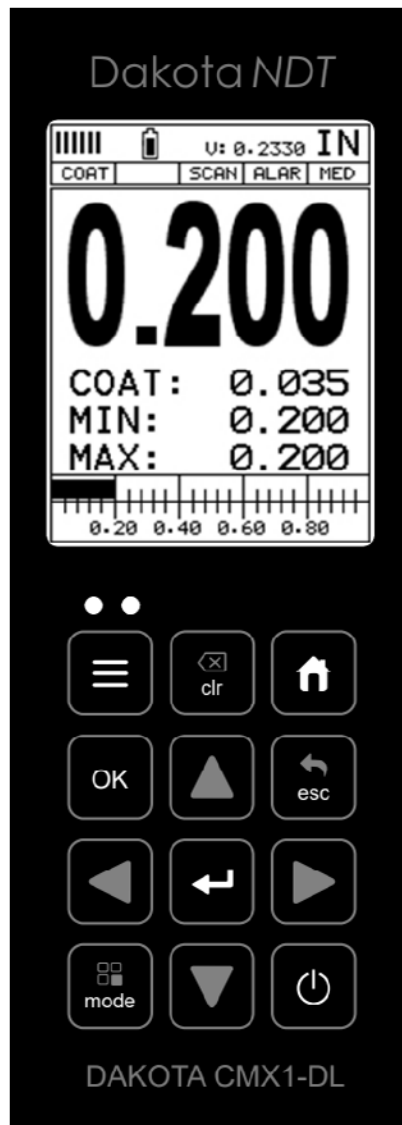 Dakota NDT
V: 0.2330 IN
COAT SCAN ALAR MED
0.200
COAT: 0.035
MIN: 0.200
MAX: 0.200
0.20 0.40 0.60 0.80
clr
OK
esc
mode
DAKOTA CMX1-DL